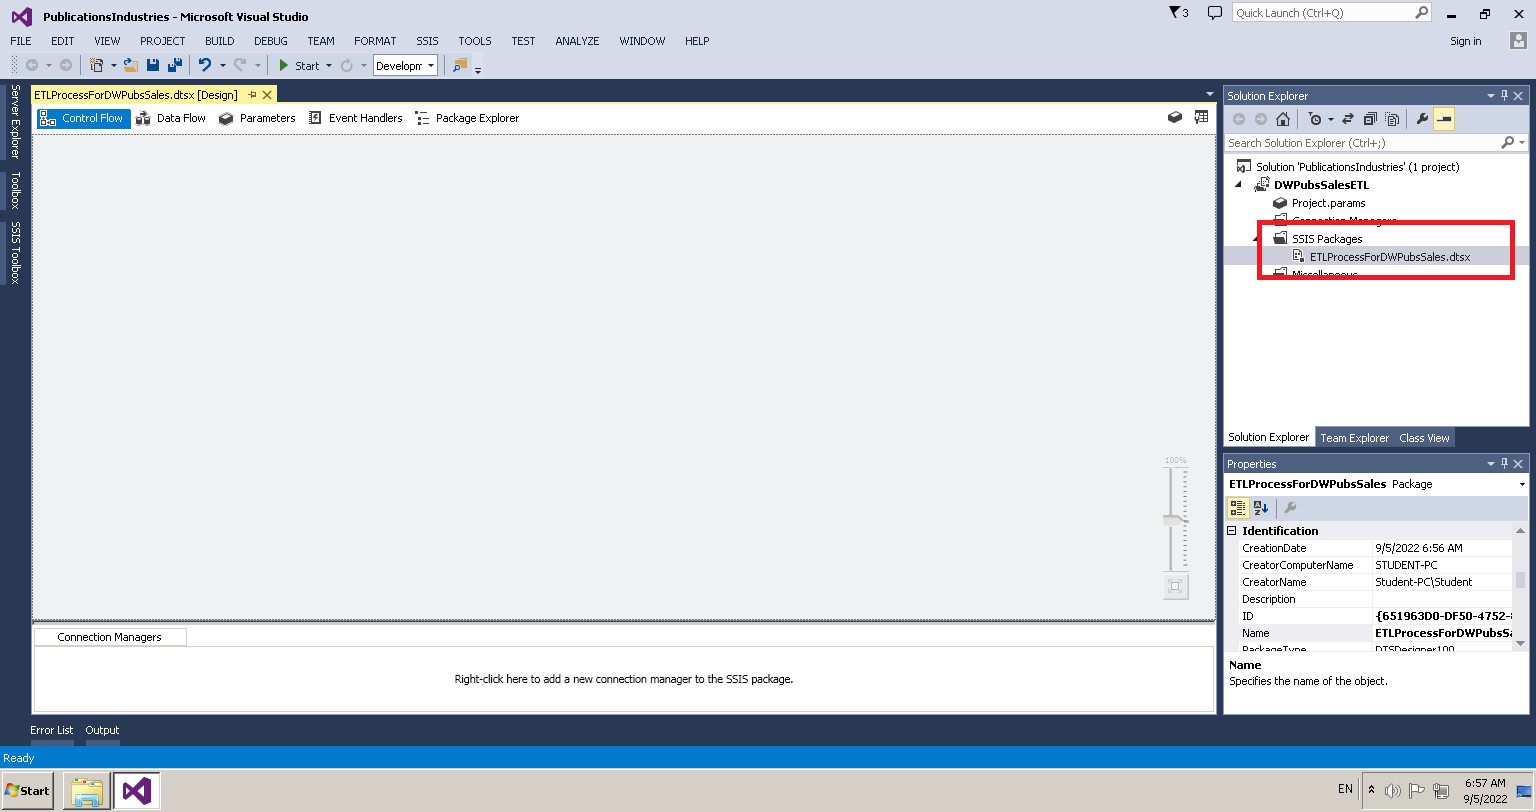 PublicationsIndustries - Microsoft Visual Studio
3
Quick Launch (Ctrl+Q)
FILE EDIT VIEW PROJECT BUILD DEBUG TEAM FORMAT SSIS TOOLS TEST ANALYZE WINDOW HELP
Sign in
Start
Developm
Server Explorer
Toolbox
SSIS Toolbox
ETLProcessForDWPubsSales.dtsx [Design]
Control Flow Data Flow Parameters Event Handlers Package Explorer
100%
Connection Managers
Right-click here to add a new connection manager to the SSIS package.
Solution Explorer
Search Solution Explorer (Ctrl+;)
Solution 'PublicationsIndustries' (1 project)
DWPubsSalesETL
Project.params
Connection Managers
SSIS Packages
ETLProcessForDWPubsSales.dtsx
Miscellaneous
Solution Explorer Team Explorer Class View
Properties
ETLProcessForDWPubsSales Package
Identification
CreationDate 9/5/2022 6:56 AM
CreatorComputerName STUDENT-PC
CreatorName Student-PC\Student
Description
ID {651963D0-DF50-4752-
Name ETLProcessForDWPubsSa
PackageType DTSDesigner100
Name
Specifies the name of the object.
Error List Output
Ready
Start
EN
6:57 AM
9/5/2022